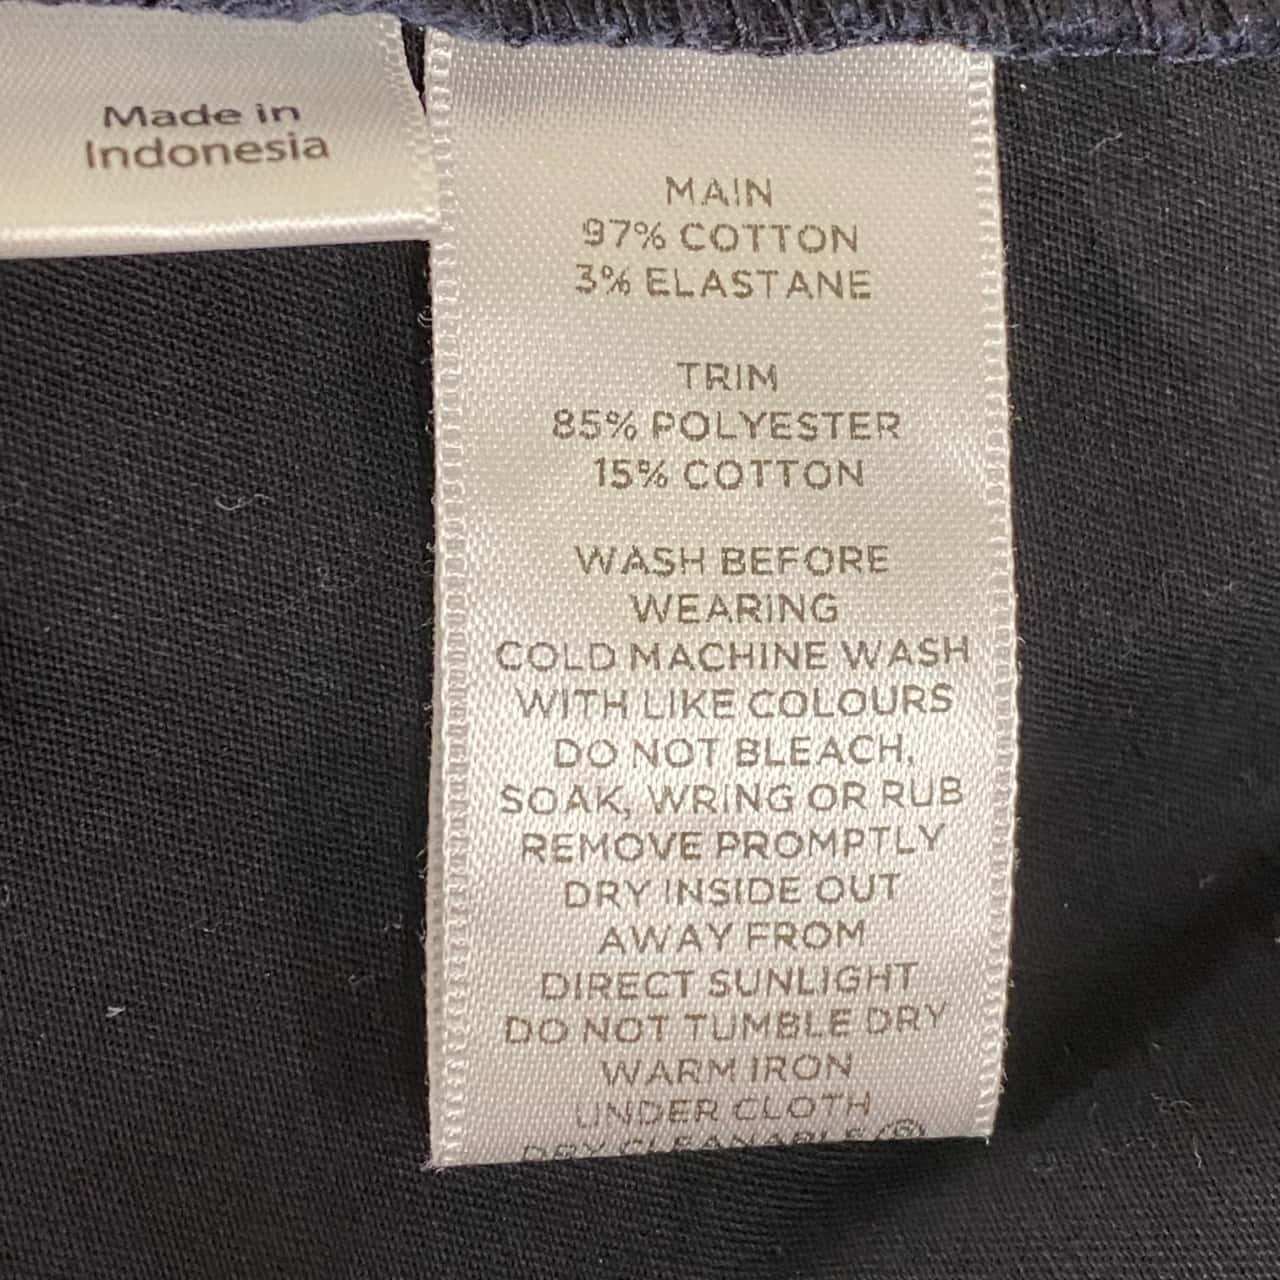 Made in
Indonesia
MAIN
97% COTTON
3% ELASTANE
TRIM
85% POLYESTER
15% COTTON
WASH BEFORE
WEARING
COLD MACHINE WASH
WITH LIKE COLOURS
DO NOT BLEACH,
SOAK, WRING OR RUB
REMOVE PROMPTLY
DRY INSIDE OUT
AWAY FROM
DIRECT SUNLIGHT
DO NOT TUMBLE DRY
WARM IRON
UNDER CLOTH
DRY CLEANABLE